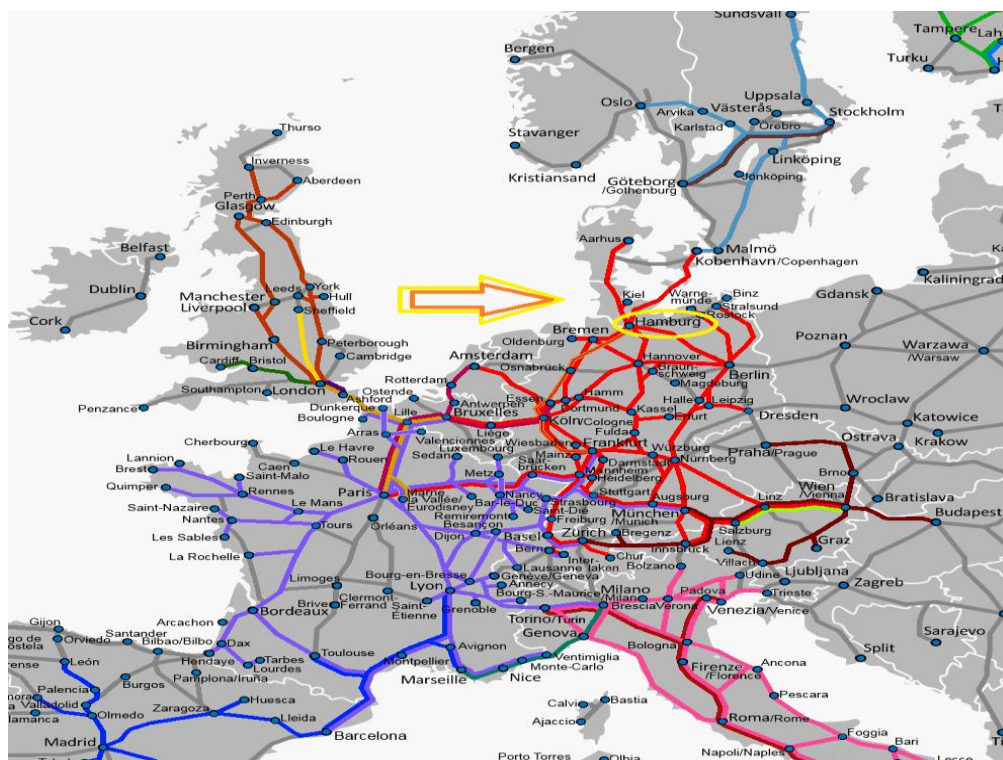 Sundsvall
Tampere
Lah
Bergen
Turku
H
Uppsala
Oslo
Västerås
Stockholm
Arvika
Karlstad
Örebro
Thurso
Stavanger
Linköping
Inverness
Kristiansand
Jönköping
Aberdeen
Göteborg
/Gothenburg
Perth
Glasgow
Edinburgh
Aarhus
Malmö
Belfast
Kobenhavn/Copenhagen
Kaliningrad
Leeds
York
Kiel
Warne-
münde
Binz
Gdańsk
Dublin
Manchester
Hull
Stralsund
Liverpool
Sheffield
Rostock
Hamburg
Cork
Bremen
Oldenburg
Poznan
Warzawa
/Warsaw
Birmingham
Peterborough
Amsterdam
Hannover
Cardiff
Bristol
Cambridge
Osnabrück
Braun-
schweig
Berlin
Magdeburg
Rotterdam
Southampton
London
Ashford
Ostende
Essen
Hamm
Halle
Leipzig
Wroclaw
Penzance
Dunkerque
Lille
Antwerpen
Dortmund
Kassel
Dresden
Boulogne
Bruxelles
Köln/Cologne
Erfurt
Katowice
Arras
Liège
Fulda
Ostrava
Krakow
Cherbourg
Valenciennes
Wiesbaden
Frankfurt
Würzburg
Le Havre
Sedan
Luxembourg
Mainz
Praha/Prague
Lannion
Caen
Rouen
Saar-
brücken
Darmstadt
Nürnberg
Brest
Saint-Malo
Metz
Mannheim
Heidelberg
Brno
Quimper
Rennes
Paris
Marne
la Vallée/
Eurodisney
Nancy
Stuttgart
Augsburg
Linz
Wien
/Vienna
Bratislava
Le Mans
Bar-le-Duc
Strasbourg
Saint-Nazaire
Remiremont
Saint-Dié
München
/Munich
Nantes
Tours
Orléans
Besançon
Freiburg
Salzburg
Budapest
Les Sables
Dijon
Basel
Zürich
Bregenz
Lienz
Graz
Bern
Innsbruck
La Rochelle
Inter-
laken
Chur
Villach
Lausanne
Bolzano
Ljubljana
Limoges
Bourg-en-Bresse
Genève/Geneva
Udine
Zagreb
Lyon
Annecy
Milano
/Milan
Padova
Trieste
Clermont-
Ferrand
Bourg-S.-Maurice
Brive
Saint-
Etienne
Brescia
Verona
Venezia/Venice
Bordeaux
Grenoble
Torino/Turin
Gijon
Arcachon
Genova
Bologna
Sarajevo
go de
ostela
Orviedo
Santander
Bilbao/Bilbo
Dax
Avignon
Ventimiglia
Split
Hendaye
Tarbes
Toulouse
Montpellier
Monte-Carlo
Firenze
/Florence
Ancona
rense
León
Lourdes
Marseille
Nice
Burgos
Pamplona/Iruña
Palencia
Huesca
Calvi
Bastia
Pescara
mora
Valladolid
Zaragoza
lamanca
Olmedo
Lleida
Ajaccio
Roma/Rome
Foggia
Madrid
Barcelona
Bari
Porto Torres
Olbia
Napoli/Naples